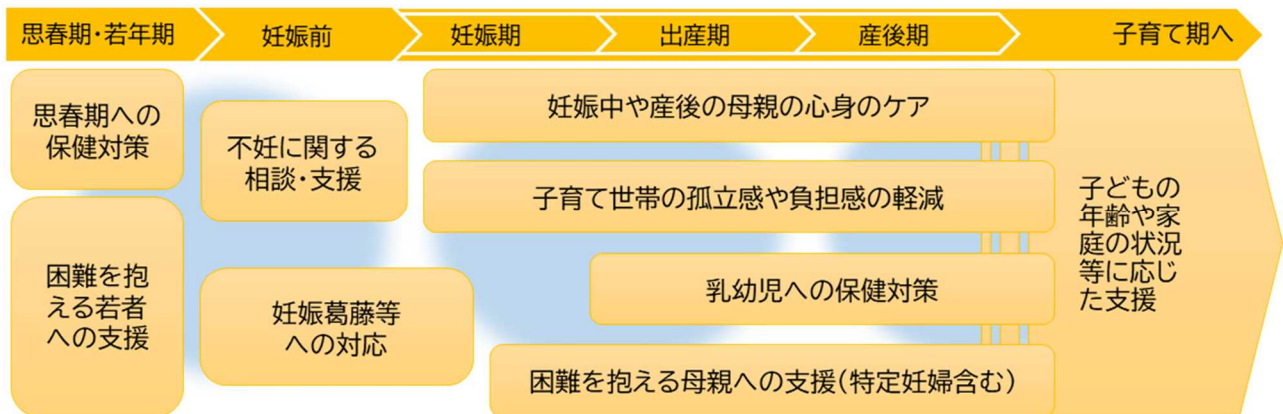 思春期・若年期
妊娠前
妊娠期
出産期
産後期
子育て期へ
思春期への
保健対策
困難を抱
える若者
への支援
不妊に関する
相談・支援
妊娠葛藤等
への対応
妊娠中や産後の母親の心身のケア
子育て世帯の孤立感や負担感の軽減
乳幼児への保健対策
困難を抱える母親への支援(特定妊婦含む)
子どもの
年齢や家
庭の状況
等に応じ
た支援